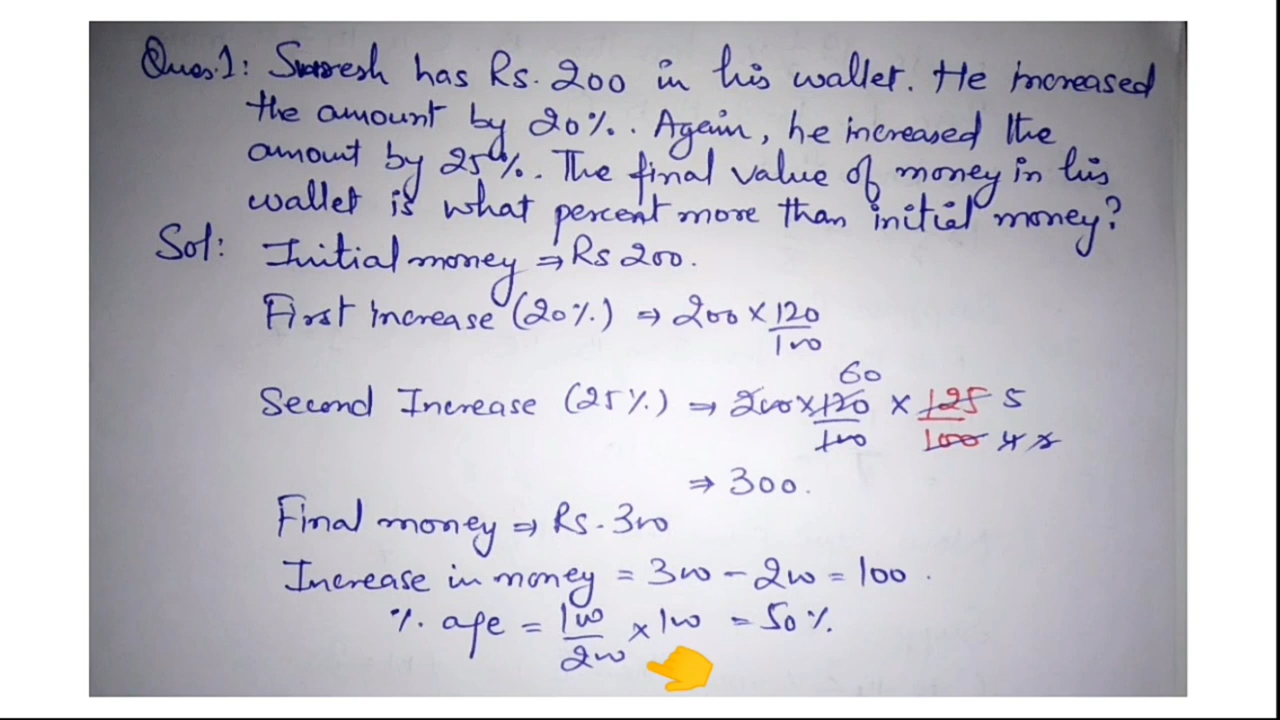 Ques.1: Suresh has Rs. 200 in his wallet. He increased
the amount by 20%. Again, he increased the
amount by 25%. The final value of money in his
wallet is what percent more than initial money?
Sol: Initial money ⇒ Rs 200.
First increase (20%) ⇒ 200 × 120/100
60
Second Increase (25%) ⇒ 200 × 120/100 × 125/100 5 4 2
⇒ 300.
Final money ⇒ Rs. 300
Increase in money = 300 - 200 = 100.
% age = 100/200 × 100 = 50%